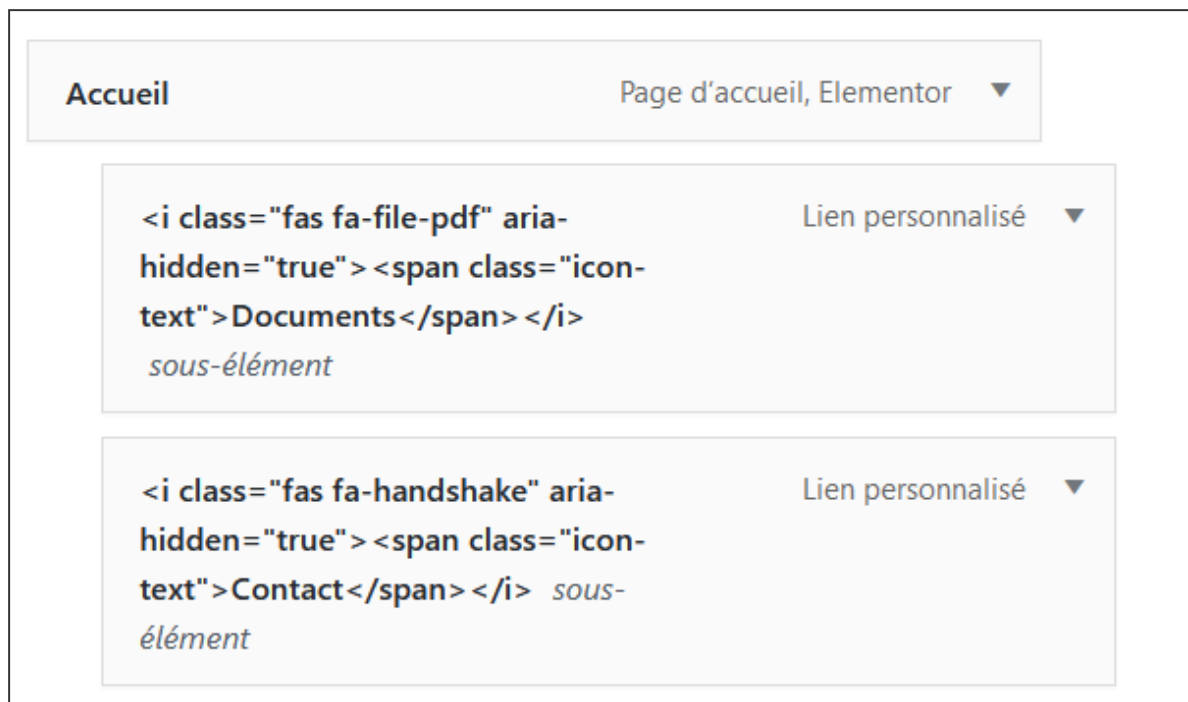 Accueil Page d’accueil, Elementor ▼
<i class="fas fa-file-pdf" aria- Lien personnalisé ▼
hidden="true"><span class="icon-
text">Documents</span></i>
sous-élément
<i class="fas fa-handshake" aria- Lien personnalisé ▼
hidden="true"><span class="icon-
text">Contact</span></i> sous-
élément